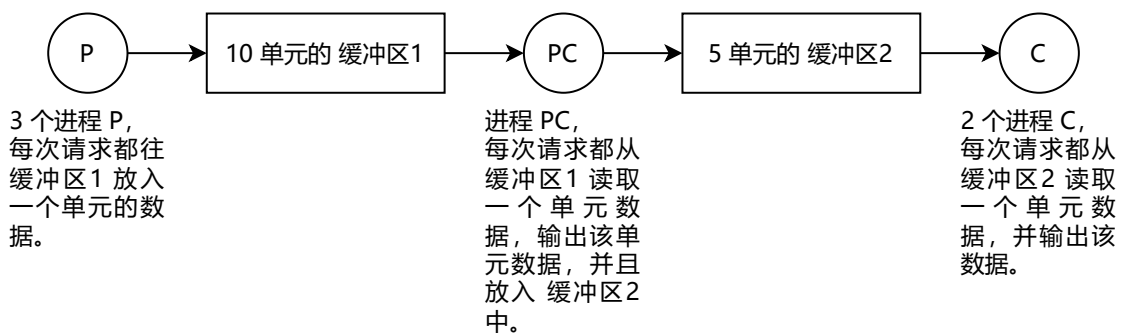 P
10 单元的 缓冲区1
PC
5 单元的 缓冲区2
C
3 个进程 P,
每次请求都往
缓冲区1 放入
一个单元的数
据。
进程 PC,
每次请求都从
缓冲区1 读取
一个单元数
据，输出该单
元数据，并且
放入 缓冲区2
中。
2 个进程 C,
每次请求都从
缓冲区2 读取
一个单元数
据，并输出该
数据。